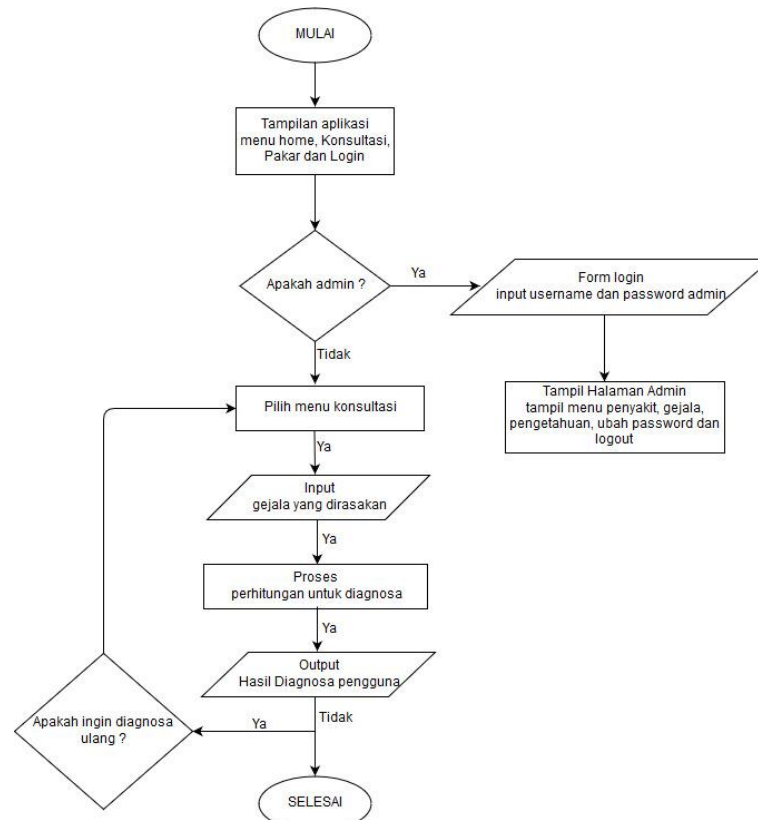 MULAI
Tampilan aplikasi
menu home, Konsultasi,
Pakar dan Login
Apakah admin ?
Ya
Form login
input username dan password admin
Tidak
Tampil Halaman Admin
tampil menu penyakit, gejala,
pengetahuan, ubah password dan
logout
Pilih menu konsultasi
Ya
Input
gejala yang dirasakan
Ya
Proses
perhitungan untuk diagnosa
Ya
Output
Hasil Diagnosa pengguna
Tidak
Ya
Apakah ingin diagnosa
ulang ?
SELESAI